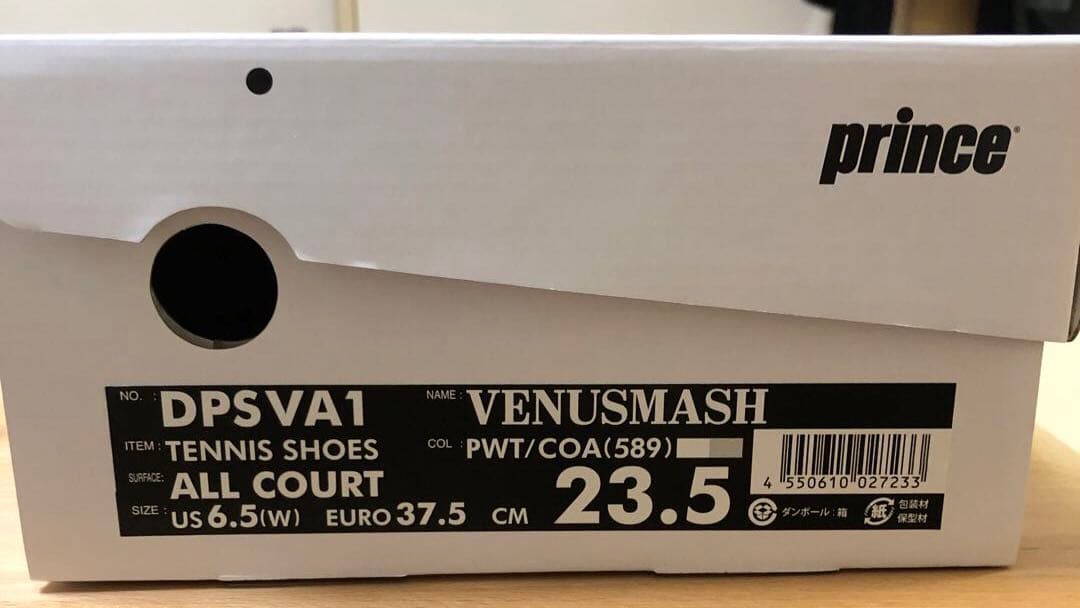 prince
NO. : DPSVA1 NAME : VENUSMASH
ITEM : TENNIS SHOES COL : PWT/COA(589)
SURFACE: ALL COURT
SIZE : US 6.5(W) EURO 37.5 CM 23.5
4 550610 027233
ダンボール : 箱
紙 包装材
保型材